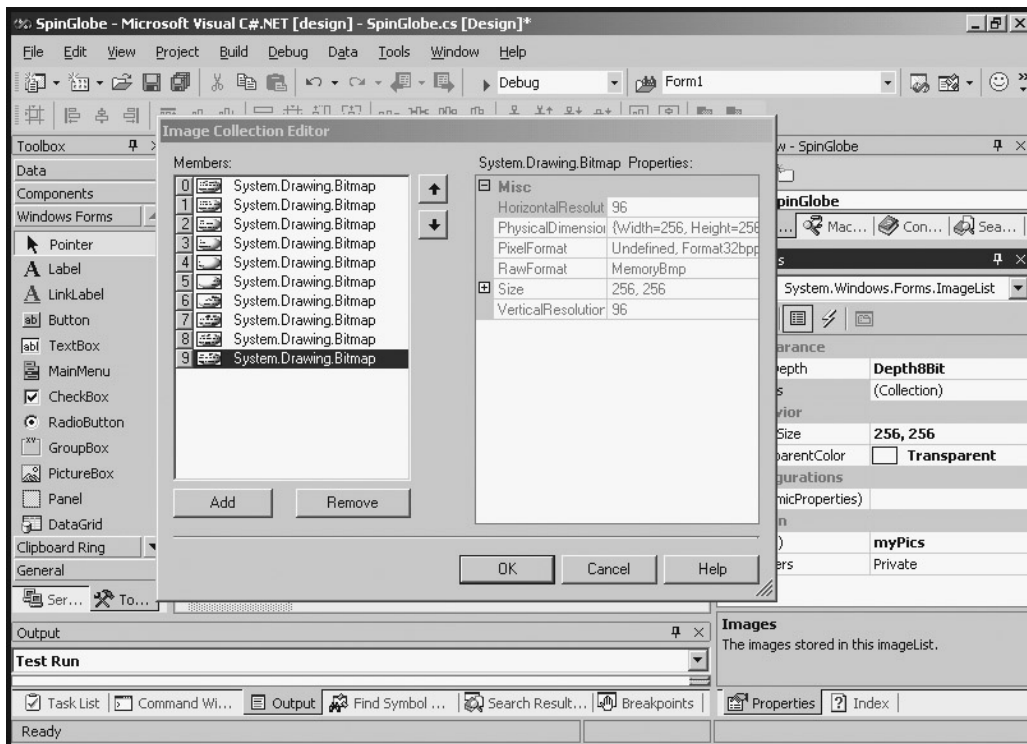 SpinGlobe - Microsoft Visual C#.NET [design] - SpinGlobe.cs [Design]*
File Edit View Project Build Debug Data Tools Window Help
Debug Form1
Toolbox
Data
Components
Windows Forms
Pointer
Label
LinkLabel
Button
TextBox
MainMenu
CheckBox
RadioButton
GroupBox
PictureBox
Panel
DataGrid
Clipboard Ring
General
Ser... To...
Image Collection Editor
Members:
0 System.Drawing.Bitmap
1 System.Drawing.Bitmap
2 System.Drawing.Bitmap
3 System.Drawing.Bitmap
4 System.Drawing.Bitmap
5 System.Drawing.Bitmap
6 System.Drawing.Bitmap
7 System.Drawing.Bitmap
8 System.Drawing.Bitmap
9 System.Drawing.Bitmap
Add Remove
System.Drawing.Bitmap Properties:
Misc
HorizontalResolut 96
PhysicalDimension {Width=256, Height=256
PixelFormat Undefined, Format32bpp
RawFormat MemoryBmp
Size 256, 256
VerticalResolution 96
OK Cancel Help
w - SpinGlobe
pinGlobe
... Mac... Con... Sea...
s
System.Windows.Forms.ImageList
arance
epth Depth8Bit
s (Collection)
vior
Size 256, 256
parentColor Transparent
gurations
micProperties)
n
) myPics
ers Private
Images
The images stored in this imageList.
Output
Test Run
Task List Command Wi... Output Find Symbol ... Search Result... Breakpoints
Properties Index
Ready